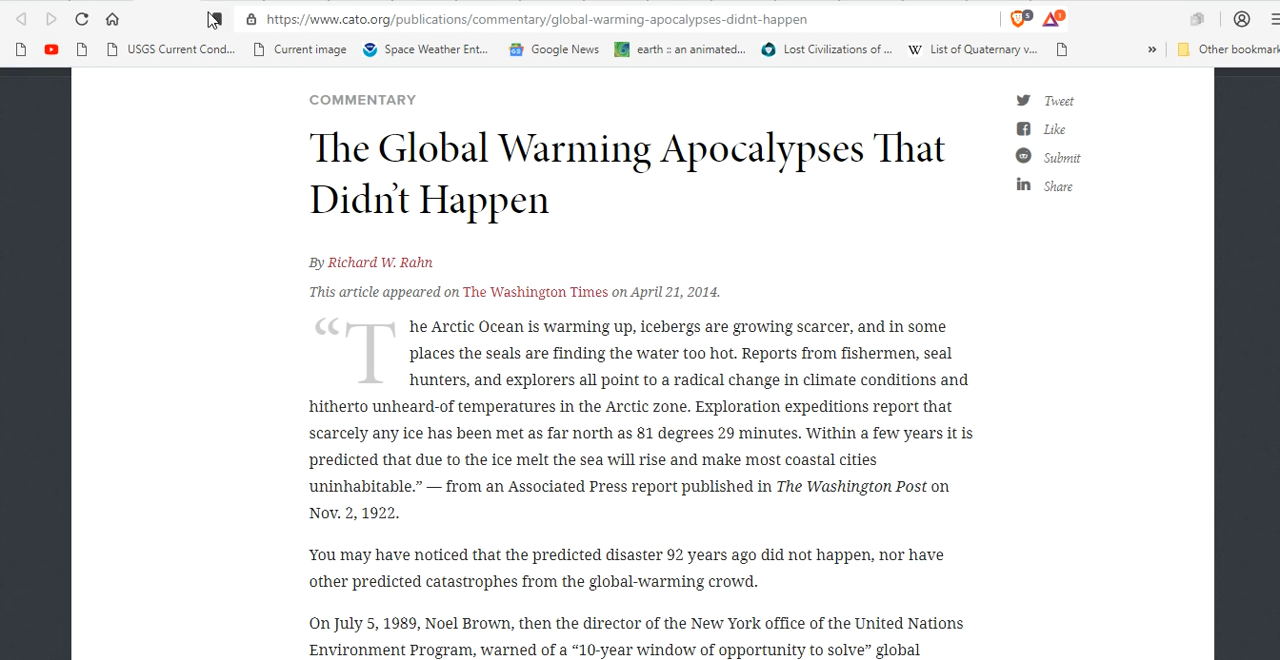 https://www.cato.org/publications/commentary/global-warming-apocalypses-didnt-happen
5
1
USGS Current Cond...
Current image
Space Weather Ent...
Google News
earth :: an animated...
Lost Civilizations of ...
W
List of Quaternary v...
»
Other bookmark
COMMENTARY
The Global Warming Apocalypses That
Didn't Happen
By Richard W. Rahn
This article appeared on The Washington Times on April 21, 2014.
Tweet
Like
Submit
Share
“The Arctic Ocean is warming up, icebergs are growing scarcer, and in some
places the seals are finding the water too hot. Reports from fishermen, seal
hunters, and explorers all point to a radical change in climate conditions and
hitherto unheard-of temperatures in the Arctic zone. Exploration expeditions report that
scarcely any ice has been met as far north as 81 degrees 29 minutes. Within a few years it is
predicted that due to the ice melt the sea will rise and make most coastal cities
uninhabitable.” — from an Associated Press report published in The Washington Post on
Nov. 2, 1922.
You may have noticed that the predicted disaster 92 years ago did not happen, nor have
other predicted catastrophes from the global-warming crowd.
On July 5, 1989, Noel Brown, then the director of the New York office of the United Nations
Environment Program, warned of a “10-year window of opportunity to solve” global